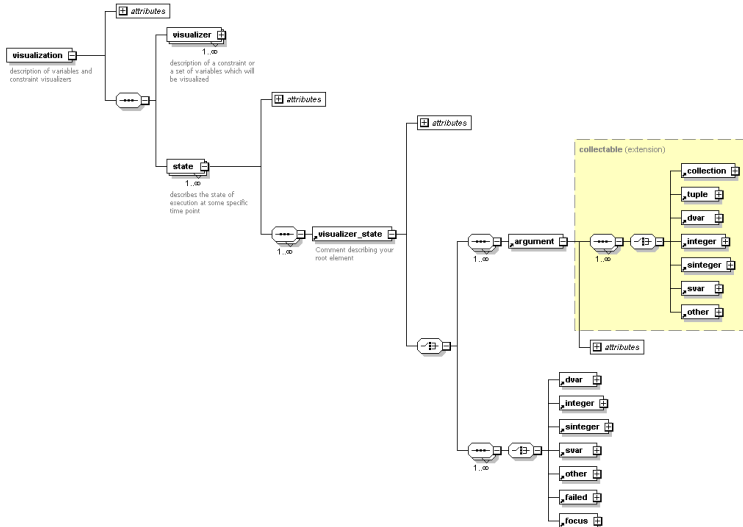 attributes
visualizer
1..∞
visualization
description of variables and
constraint visualizers
description of a constraint or
a set of variables which will
be visualized
attributes
attributes
collectable (extension)
state
1..∞
describes the state of
execution at some specific
time point
collection
tuple
dvar
visualizer_state
1..∞
Comment describing your
root element
argument
1..∞
1..∞
integer
sinteger
svar
other
attributes
dvar
integer
sinteger
svar
1..∞
other
failed
focus